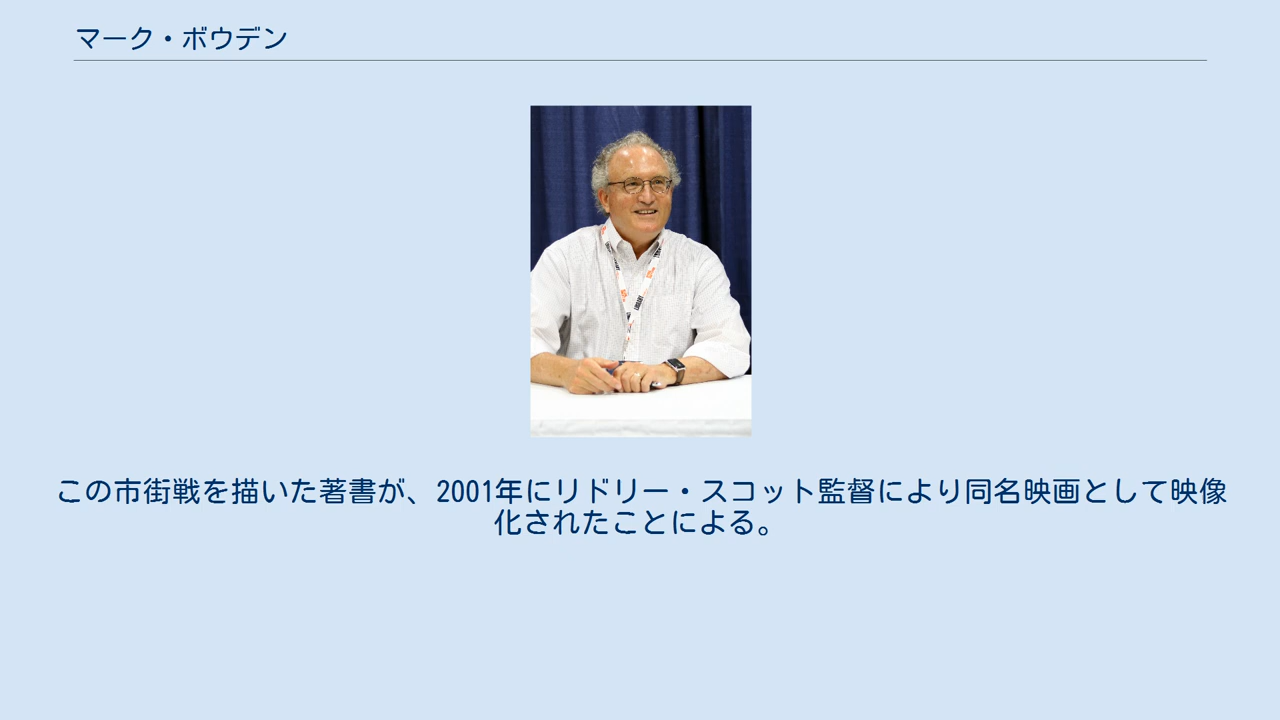 マーク・ボウデン
この市街戦を描いた著書が、2001年にリドリー・スコット監督により同名映画として映像
化されたことによる。